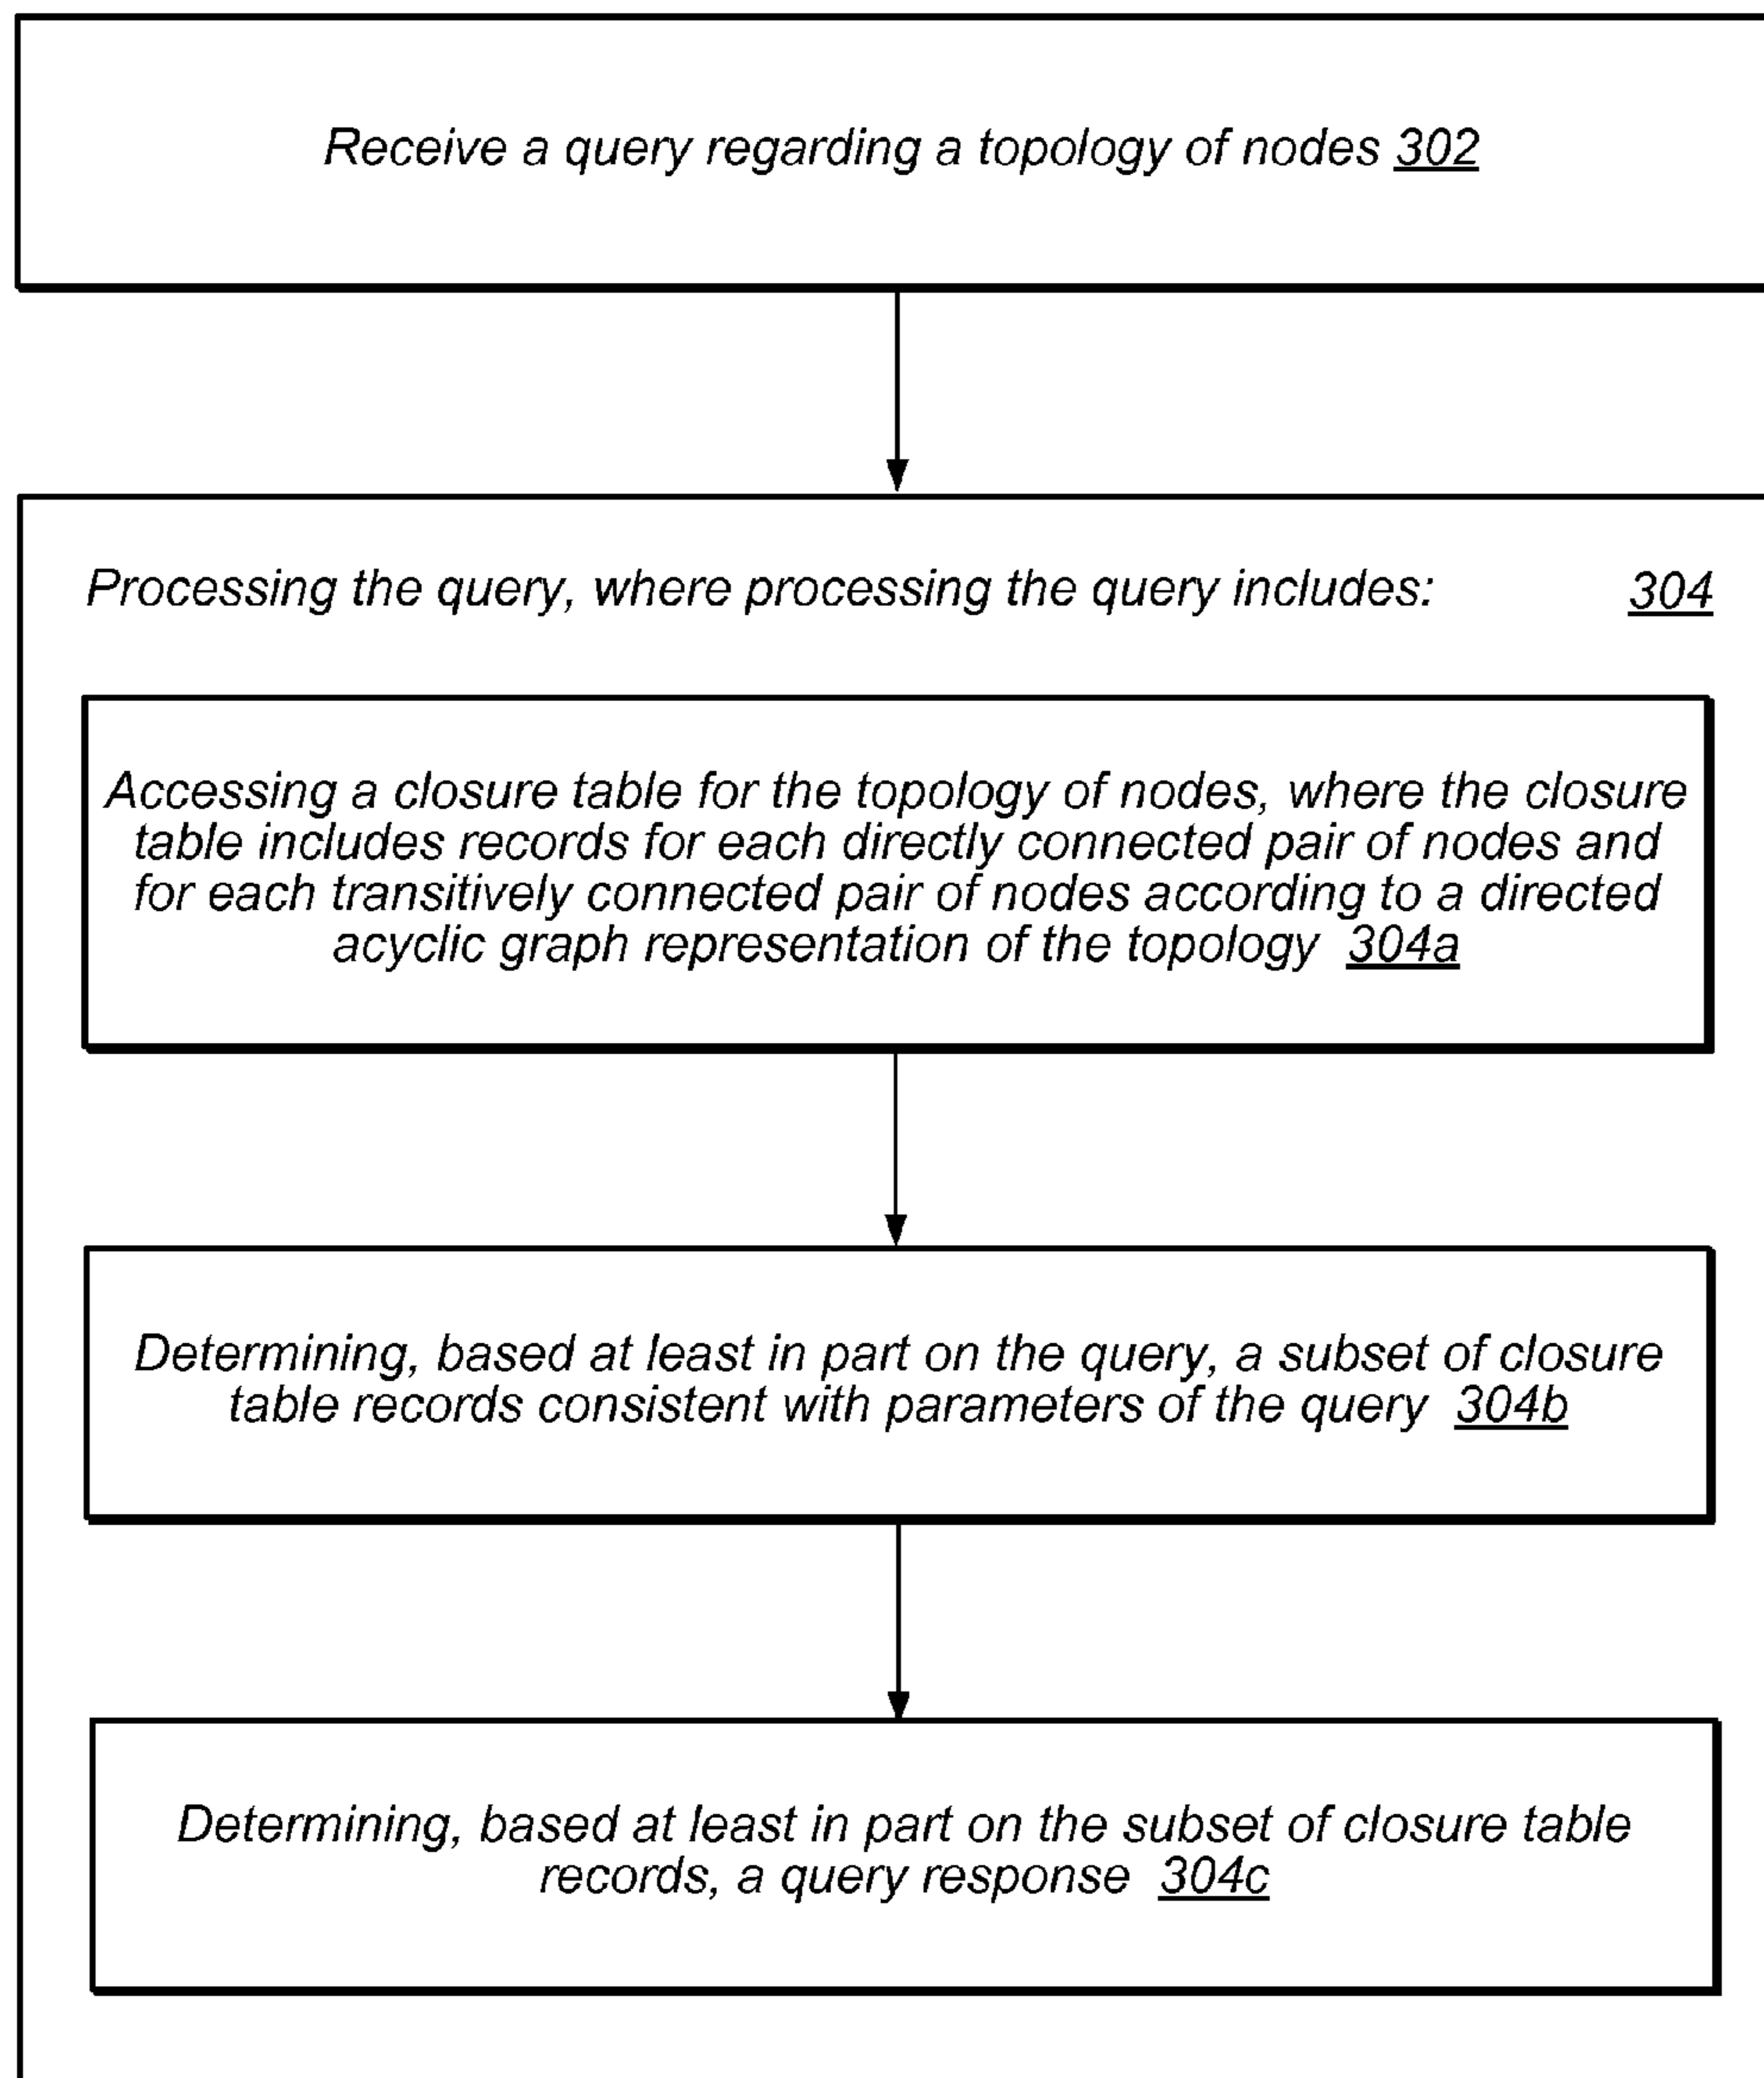 Receive a query regarding a topology of nodes 302
Processing the query, where processing the query includes: 304
Accessing a closure table for the topology of nodes, where the closure
table includes records for each directly connected pair of nodes and
for each transitively connected pair of nodes according to a directed
acyclic graph representation of the topology 304a
Determining, based at least in part on the query, a subset of closure
table records consistent with parameters of the query 304b
Determining, based at least in part on the subset of closure table
records, a query response 304c